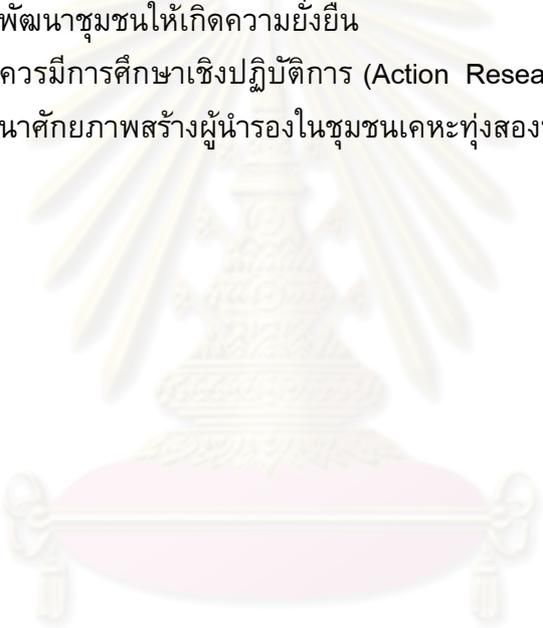 พัฒนาชุมชนให้เกิดความยั่งยืน
ควรมีการศึกษาเชิงปฏิบัติการ (Action Resea
นาศักยภาพสร้างผู้นำรองในชุมชนเคหะทุ่งสอง